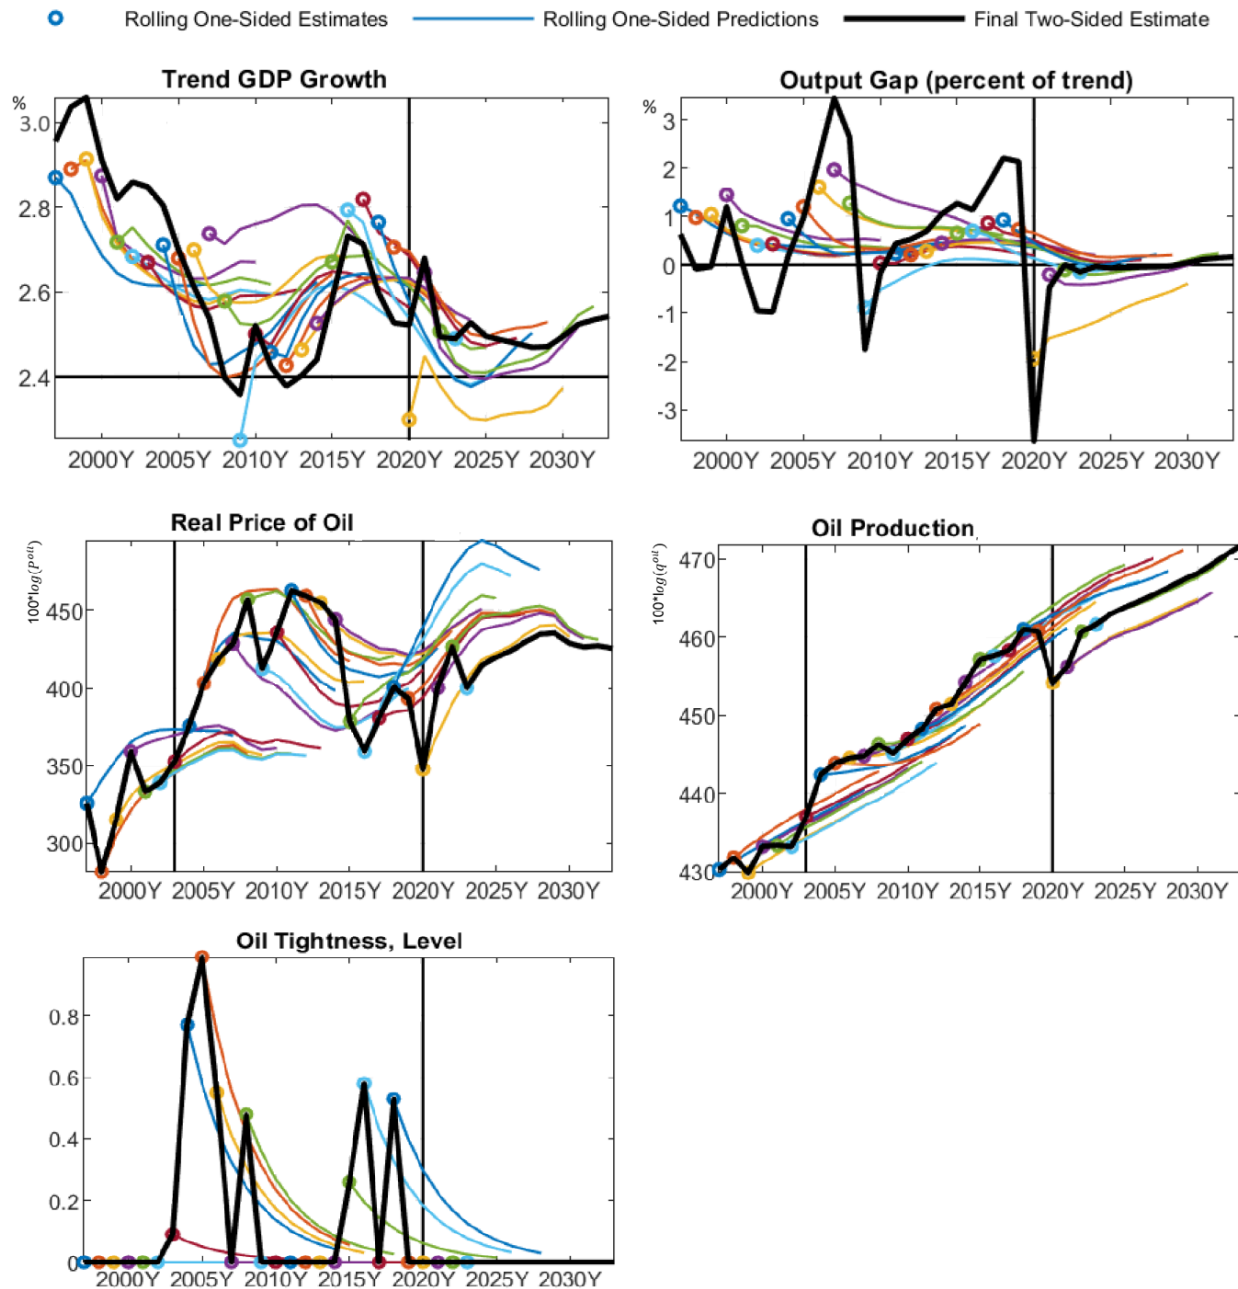 Rolling One-Sided Estimates Rolling One-Sided Predictions Final Two-Sided Estimate
Trend GDP Growth
%
3.0
2.8
2.6
2.4
2000Y 2005Y 2010Y 2015Y 2020Y 2025Y 2030Y
Output Gap (percent of trend)
%
3
2
1
0
-1
-2
-3
2000Y 2005Y 2010Y 2015Y 2020Y 2025Y 2030Y
Real Price of Oil
100*log(P^oil)
450
400
350
300
2000Y 2005Y 2010Y 2015Y 2020Y 2025Y 2030Y
Oil Production
100*log(q^oil)
470
460
450
440
430
2000Y 2005Y 2010Y 2015Y 2020Y 2025Y 2030Y
Oil Tightness, Level
0.8
0.6
0.4
0.2
0
2000Y 2005Y 2010Y 2015Y 2020Y 2025Y 2030Y